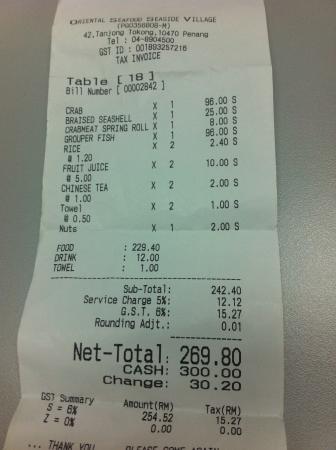 ORIENTAL SEAFOOD SEASIDE VILLAGE
(PG0356808-M)
42,Tanjong Tokong,10470 Penang
Tel : 04-8904500
GST ID : 001893257216
TAX INVOICE
Table [ 18 ]
Bill Number [ 00002842 ]
CRAB X 1 96.00 S
BRAISED SEASHELL X 1 25.00 S
CRABMEAT SPRING ROLL X 1 8.00 S
GROUPER FISH X 1 96.00 S
RICE X 2 2.40 S
@ 1.20
FRUIT JUICE X 2 10.00 S
@ 5.00
CHINESE TEA X 2 2.00 S
@ 1.00
Towel X 2 1.00 S
@ 0.50
Nuts X 1 2.00 S
FOOD : 229.40
DRINK : 12.00
TOWEL : 1.00
Sub-Total: 242.40
Service Charge 5%: 12.12
G.S.T. 6%: 15.27
Rounding Adjt.: 0.01
Net-Total: 269.80
CASH: 300.00
Change: 30.20
GST Summary Amount(RM) Tax(RM)
S = 6% 254.52 15.27
Z = 0% 0.00 0.00
... THANK YOU PLEASE COME AGAIN